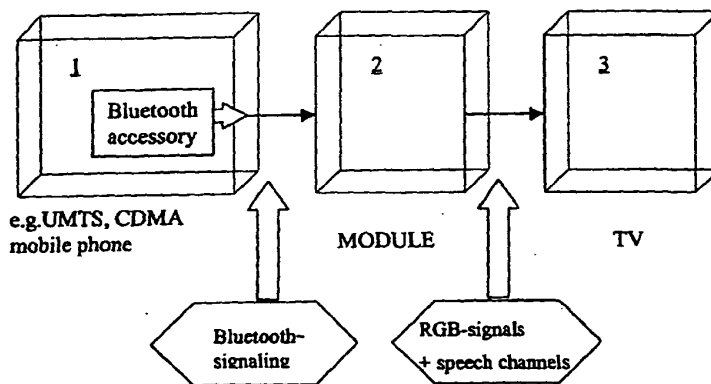 1
2
3
Bluetooth
accessory
e.g.UMTS, CDMA
mobile phone
MODULE
TV
Bluetooth-
signaling
RGB-signals
+ speech channels